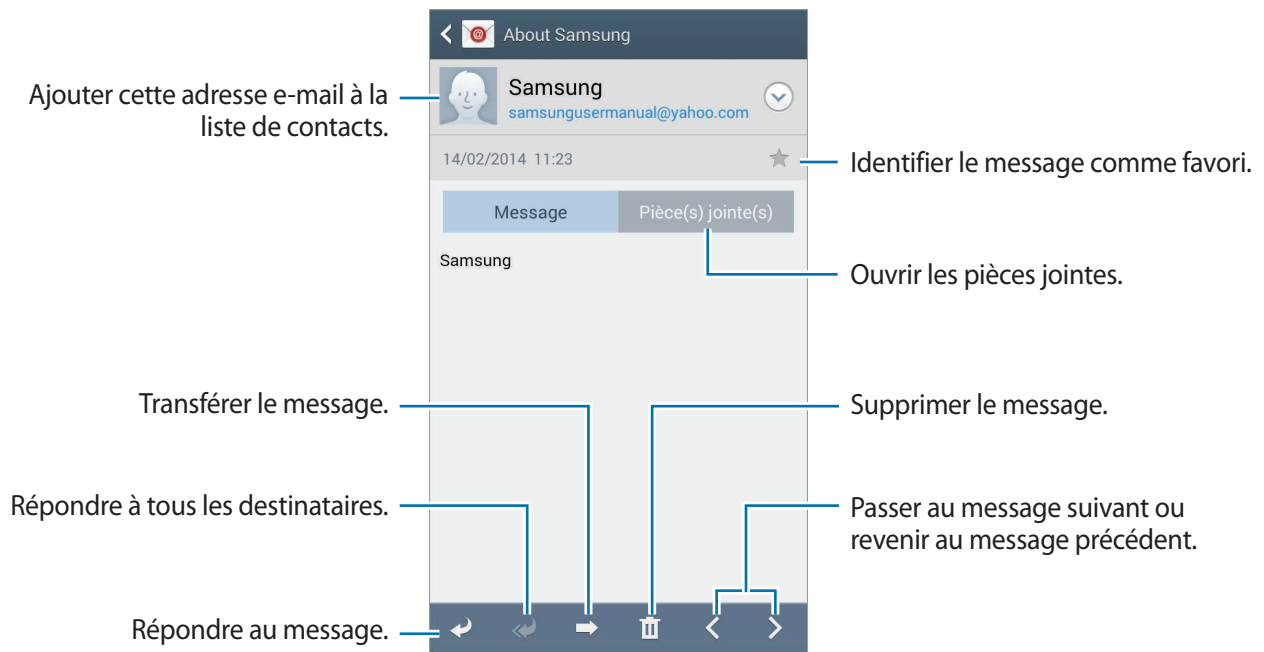 About Samsung
Ajouter cette adresse e-mail à la
liste de contacts.
Samsung
samsungusermanual@yahoo.com
14/02/2014 11:23
Identifier le message comme favori.
Message
Pièce(s) jointe(s)
Samsung
Ouvrir les pièces jointes.
Transférer le message.
Supprimer le message.
Répondre à tous les destinataires.
Passer au message suivant ou
revenir au message précédent.
Répondre au message.